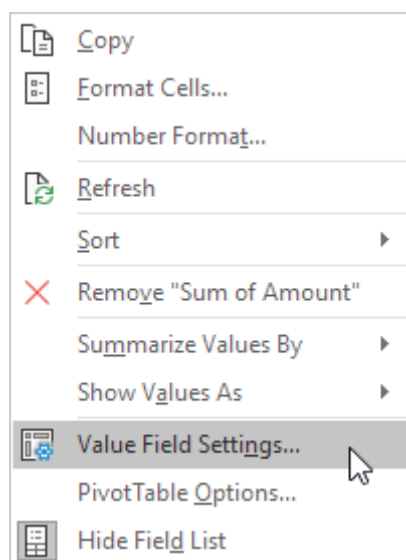 Copy
Format Cells...
Number Format...
Refresh
Sort
Remove "Sum of Amount"
Summarize Values By
Show Values As
Value Field Settings...
PivotTable Options...
Hide Field List